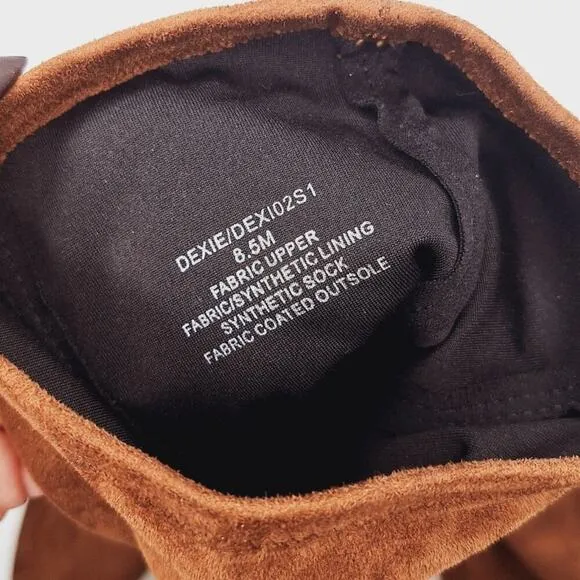 DEXIE/DEXI02S1
8.5M
FABRIC UPPER
FABRIC/SYNTHETIC LINING
SYNTHETIC SOCK
FABRIC COATED OUTSOLE